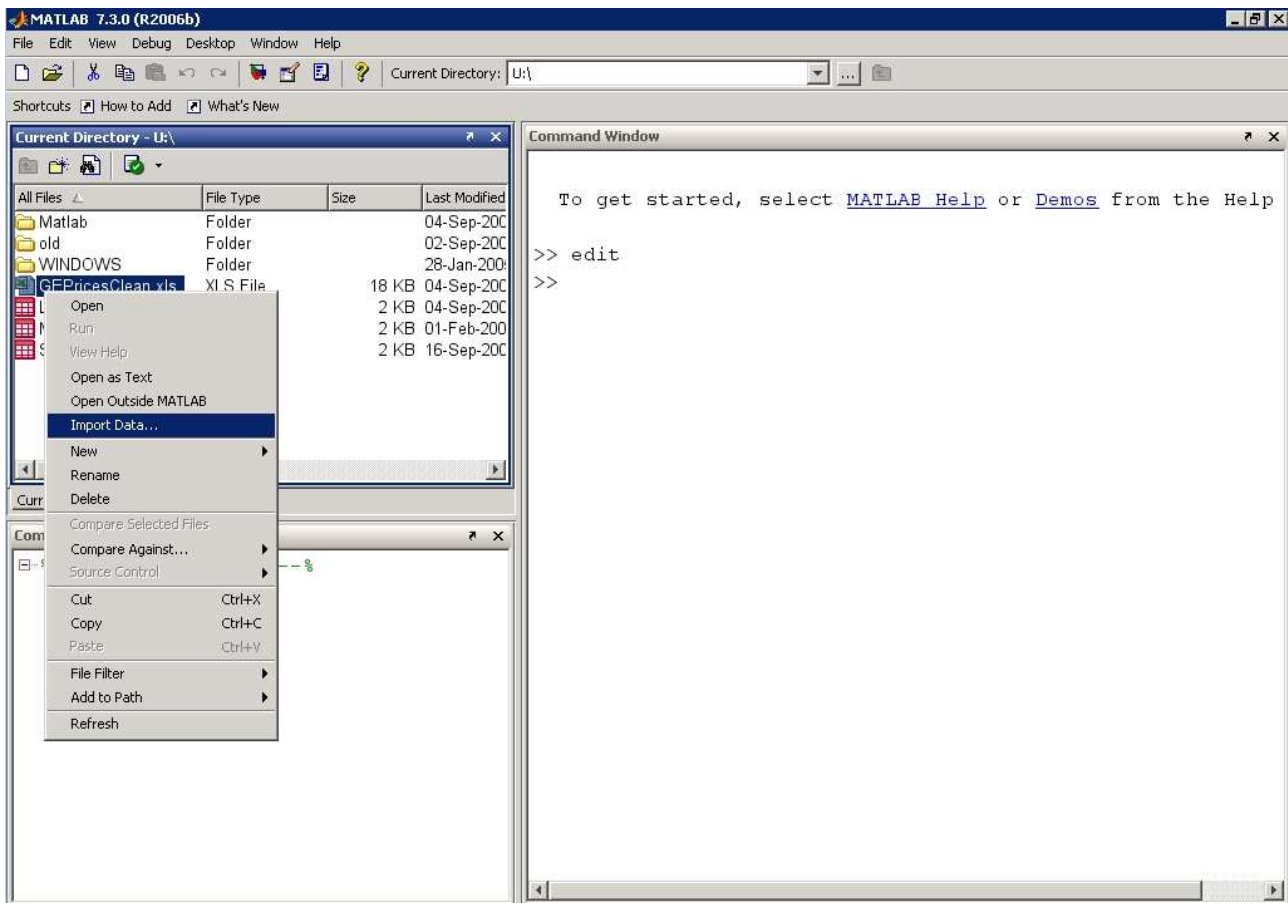 MATLAB 7.3.0 (R2006b)
File Edit View Debug Desktop Window Help
Current Directory: U:\
Shortcuts How to Add What's New
Current Directory - U:\
All Files File Type Size Last Modified
Matlab Folder 04-Sep-200
old Folder 02-Sep-200
WINDOWS Folder 28-Jan-200
GEPricesClean.xls XLS File 18 KB 04-Sep-200
2 KB 04-Sep-200
2 KB 01-Feb-200
2 KB 16-Sep-200
Open
Run
View Help
Open as Text
Open Outside MATLAB
Import Data...
New
Rename
Delete
Compare Selected Files
Compare Against...
Source Control
Cut Ctrl+X
Copy Ctrl+C
Paste Ctrl+V
File Filter
Add to Path
Refresh
Curr
Com
--%
Command Window
To get started, select MATLAB Help or Demos from the Help
>> edit
>>